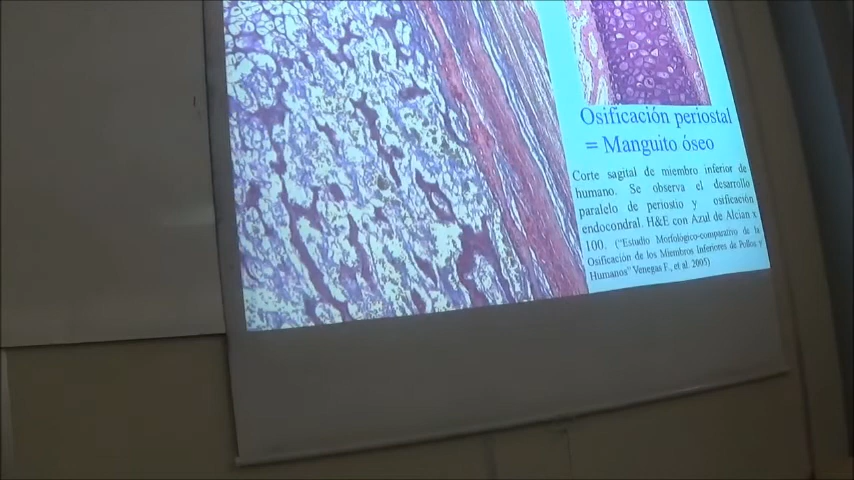 Osificación periostal
= Manguito óseo
Corte sagital de miembro inferior de
humano. Se observa el desarrollo
paralelo de periostio y osificación
endocondral. H&E con Azul de Alcian x
100. ("Estudio Morfológico-comparativo de la
Osificación de los Miembros Inferiores de Pollos y
Humanos" Venegas F., et al. 2005)